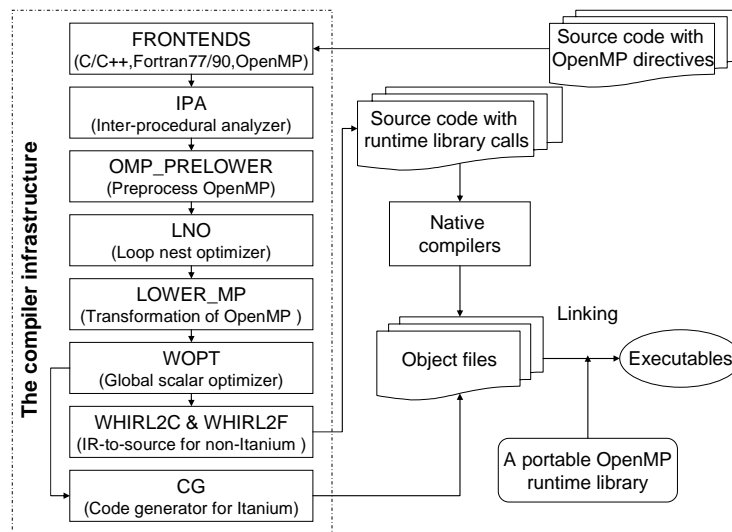 The compiler infrastructure
FRONTENDS
(C/C++,Fortran77/90,OpenMP)
IPA
(Inter-procedural analyzer)
OMP_PRELOWER
(Preprocess OpenMP)
LNO
(Loop nest optimizer)
LOWER_MP
(Transformation of OpenMP )
WOPT
(Global scalar optimizer)
WHIRL2C & WHIRL2F
(IR-to-source for non-Itanium )
CG
(Code generator for Itanium)
Source code with
OpenMP directives
Source code with
runtime library calls
Native
compilers
Object files
Linking
Executables
A portable OpenMP
runtime library